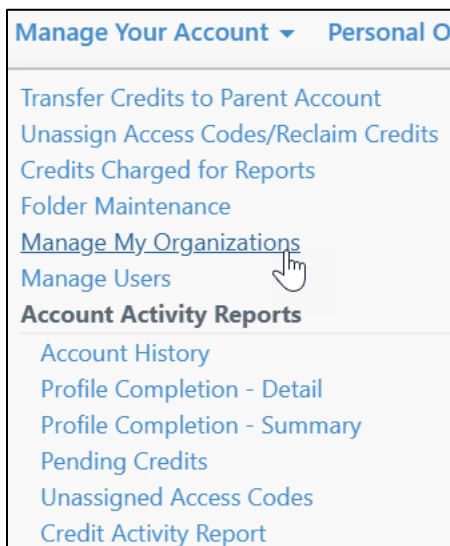 Manage Your Account Personal O
Transfer Credits to Parent Account
Unassign Access Codes/Reclaim Credits
Credits Charged for Reports
Folder Maintenance
Manage My Organizations
Manage Users
Account Activity Reports
Account History
Profile Completion - Detail
Profile Completion - Summary
Pending Credits
Unassigned Access Codes
Credit Activity Report